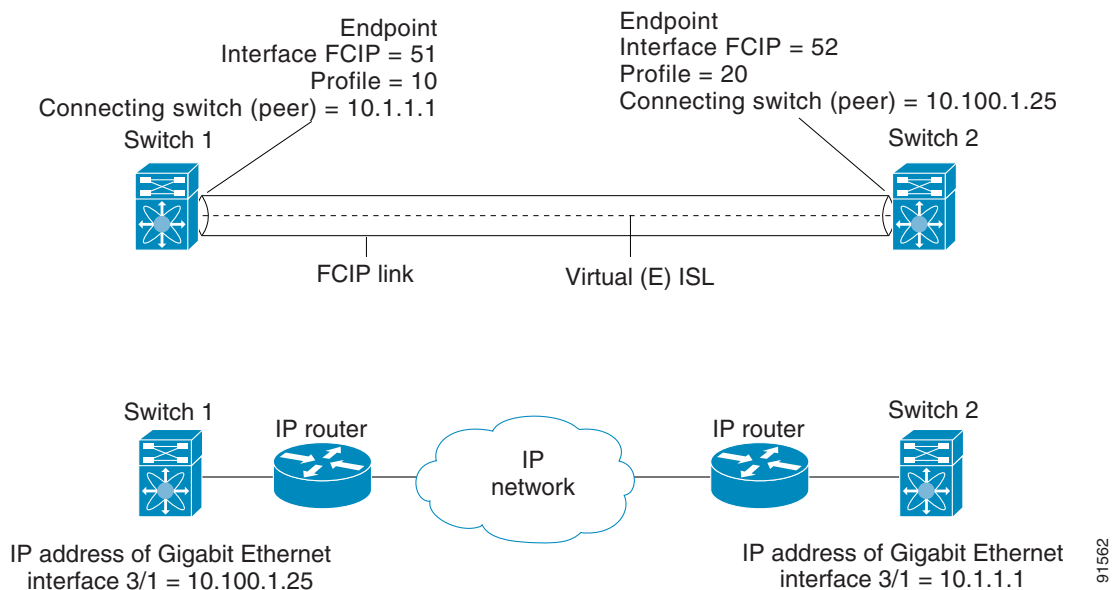 Endpoint
Interface FCIP = 51
Profile = 10
Connecting switch (peer) = 10.1.1.1
Endpoint
Interface FCIP = 52
Profile = 20
Connecting switch (peer) = 10.100.1.25
Switch 1
Switch 2
FCIP link
Virtual (E) ISL
Switch 1
IP router
IP
network
IP router
Switch 2
IP address of Gigabit Ethernet
interface 3/1 = 10.100.1.25
IP address of Gigabit Ethernet
interface 3/1 = 10.1.1.1
91562